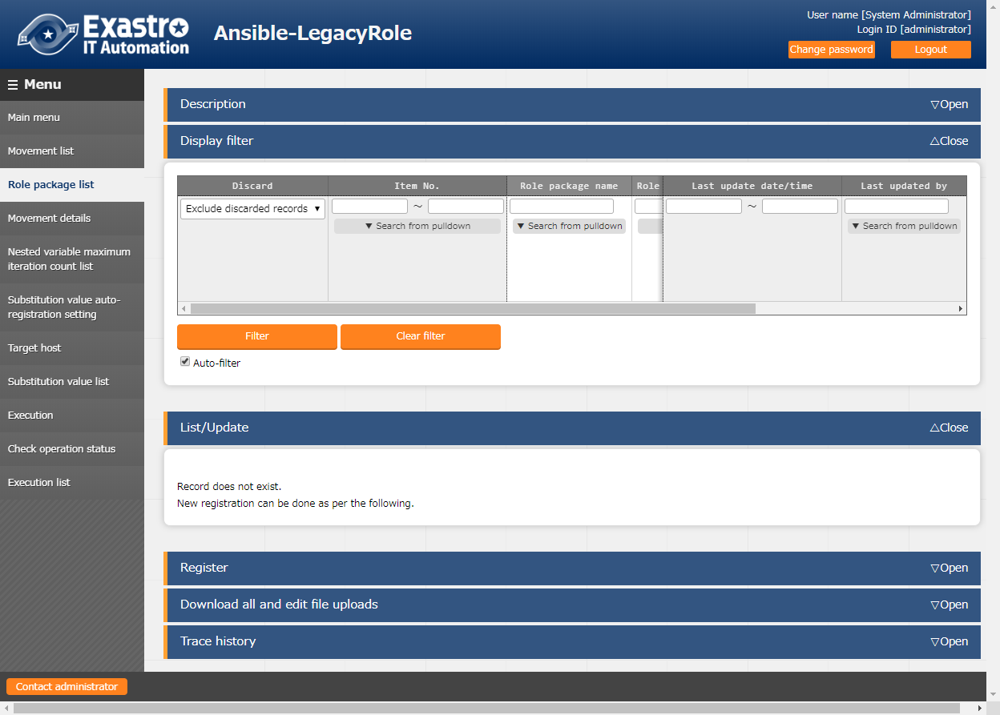 Exastro
IT Automation
Ansible-LegacyRole
User name [System Administrator]
Login ID [administrator]
Change password
Logout
☰ Menu
Main menu
Movement list
Role package list
Movement details
Nested variable maximum
iteration count list
Substitution value auto-
registration setting
Target host
Substitution value list
Execution
Check operation status
Execution list
Description
▽Open
Display filter
△Close
Discard
Item No.
Role package name
Role
Last update date/time
Last updated by
Exclude discarded records ▼
~
~
▼ Search from pulldown
▼ Search from pulldown
▼ Search from pulldown
Filter
Clear filter
Auto-filter
List/Update
△Close
Record does not exist.
New registration can be done as per the following.
Register
▽Open
Download all and edit file uploads
▽Open
Trace history
▽Open
Contact administrator